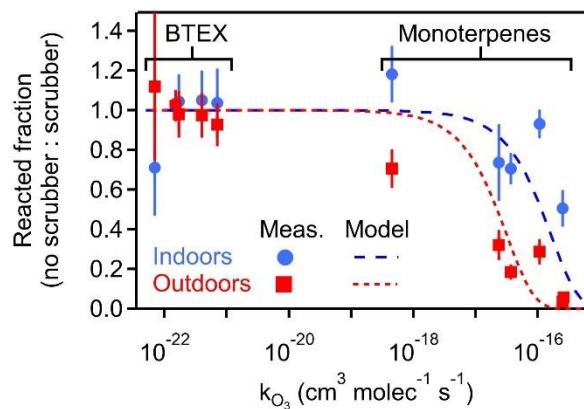 BTEX
Monoterpenes
1.4
1.2
1.0
0.8
0.6
0.4
0.2
0.0
Reacted fraction
(no scrubber : scrubber)
Meas. Model
Indoors
Outdoors
10⁻²² 10⁻²⁰ 10⁻¹⁸ 10⁻¹⁶
k_O₃ (cm³ molec⁻¹ s⁻¹)